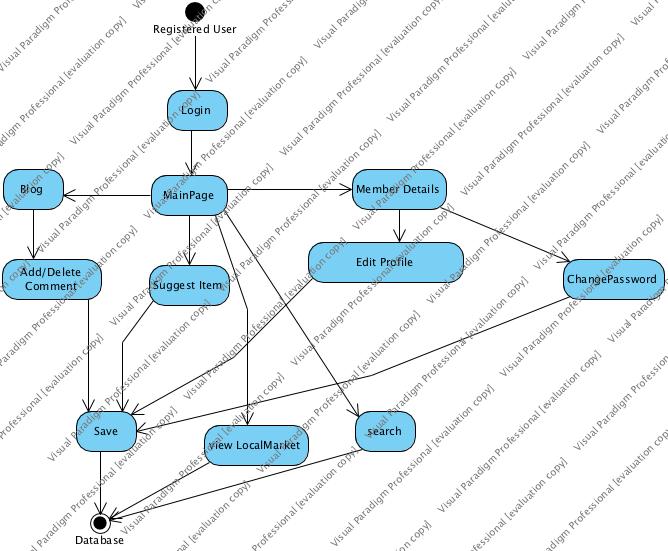 Registered User
Login
Blog
MainPage
Member Details
Add/Delete
Comment
Suggest Item
Edit Profile
ChangePassword
Save
View LocalMarket
search
Database
Visual Paradigm Professional [evaluation copy]